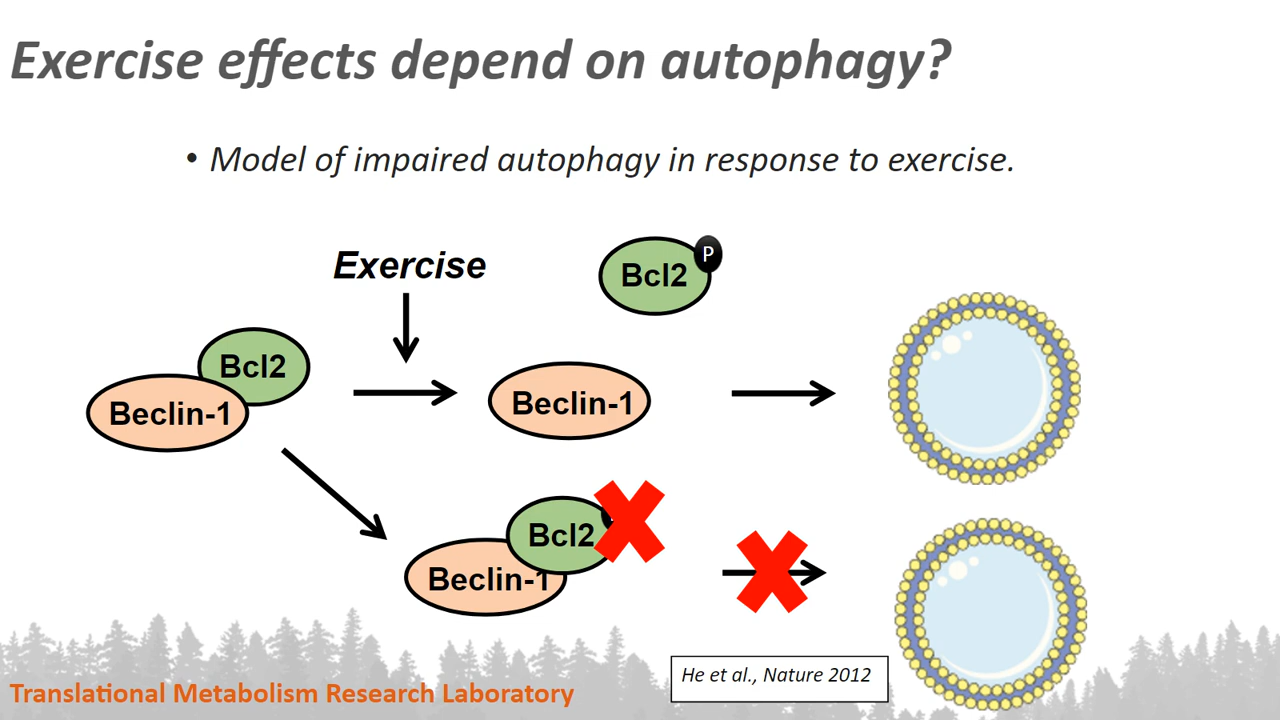 Exercise effects depend on autophagy?
• Model of impaired autophagy in response to exercise.
Exercise
Bcl2
P
Bcl2
Beclin-1
Beclin-1
Bcl2
Beclin-1
He et al., Nature 2012
Translational Metabolism Research Laboratory